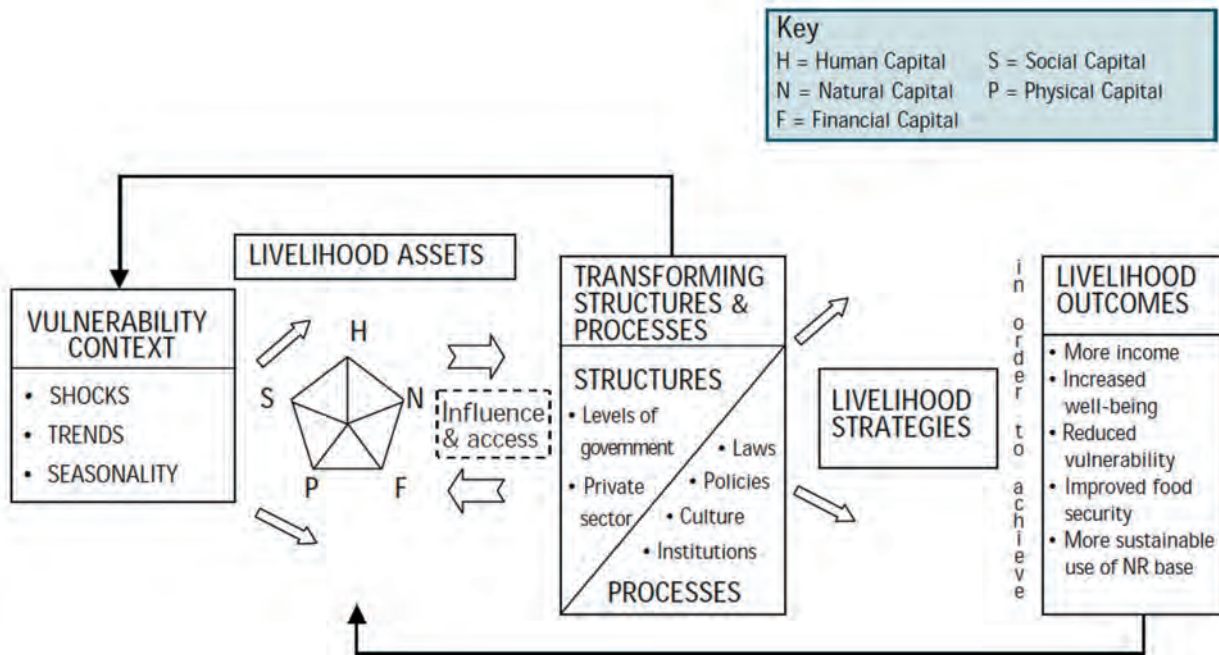 Key
H = Human Capital
S = Social Capital
N = Natural Capital
P = Physical Capital
F = Financial Capital
LIVELIHOOD ASSETS
VULNERABILITY
CONTEXT
• SHOCKS
• TRENDS
• SEASONALITY
H
S
N
P
F
Influence
& access
TRANSFORMING
STRUCTURES &
PROCESSES
STRUCTURES
• Levels of
government
• Private
sector
• Laws
• Policies
• Culture
• Institutions
PROCESSES
LIVELIHOOD
STRATEGIES
in order to achieve
LIVELIHOOD
OUTCOMES
• More income
• Increased
well-being
• Reduced
vulnerability
• Improved food
security
• More sustainable
use of NR base